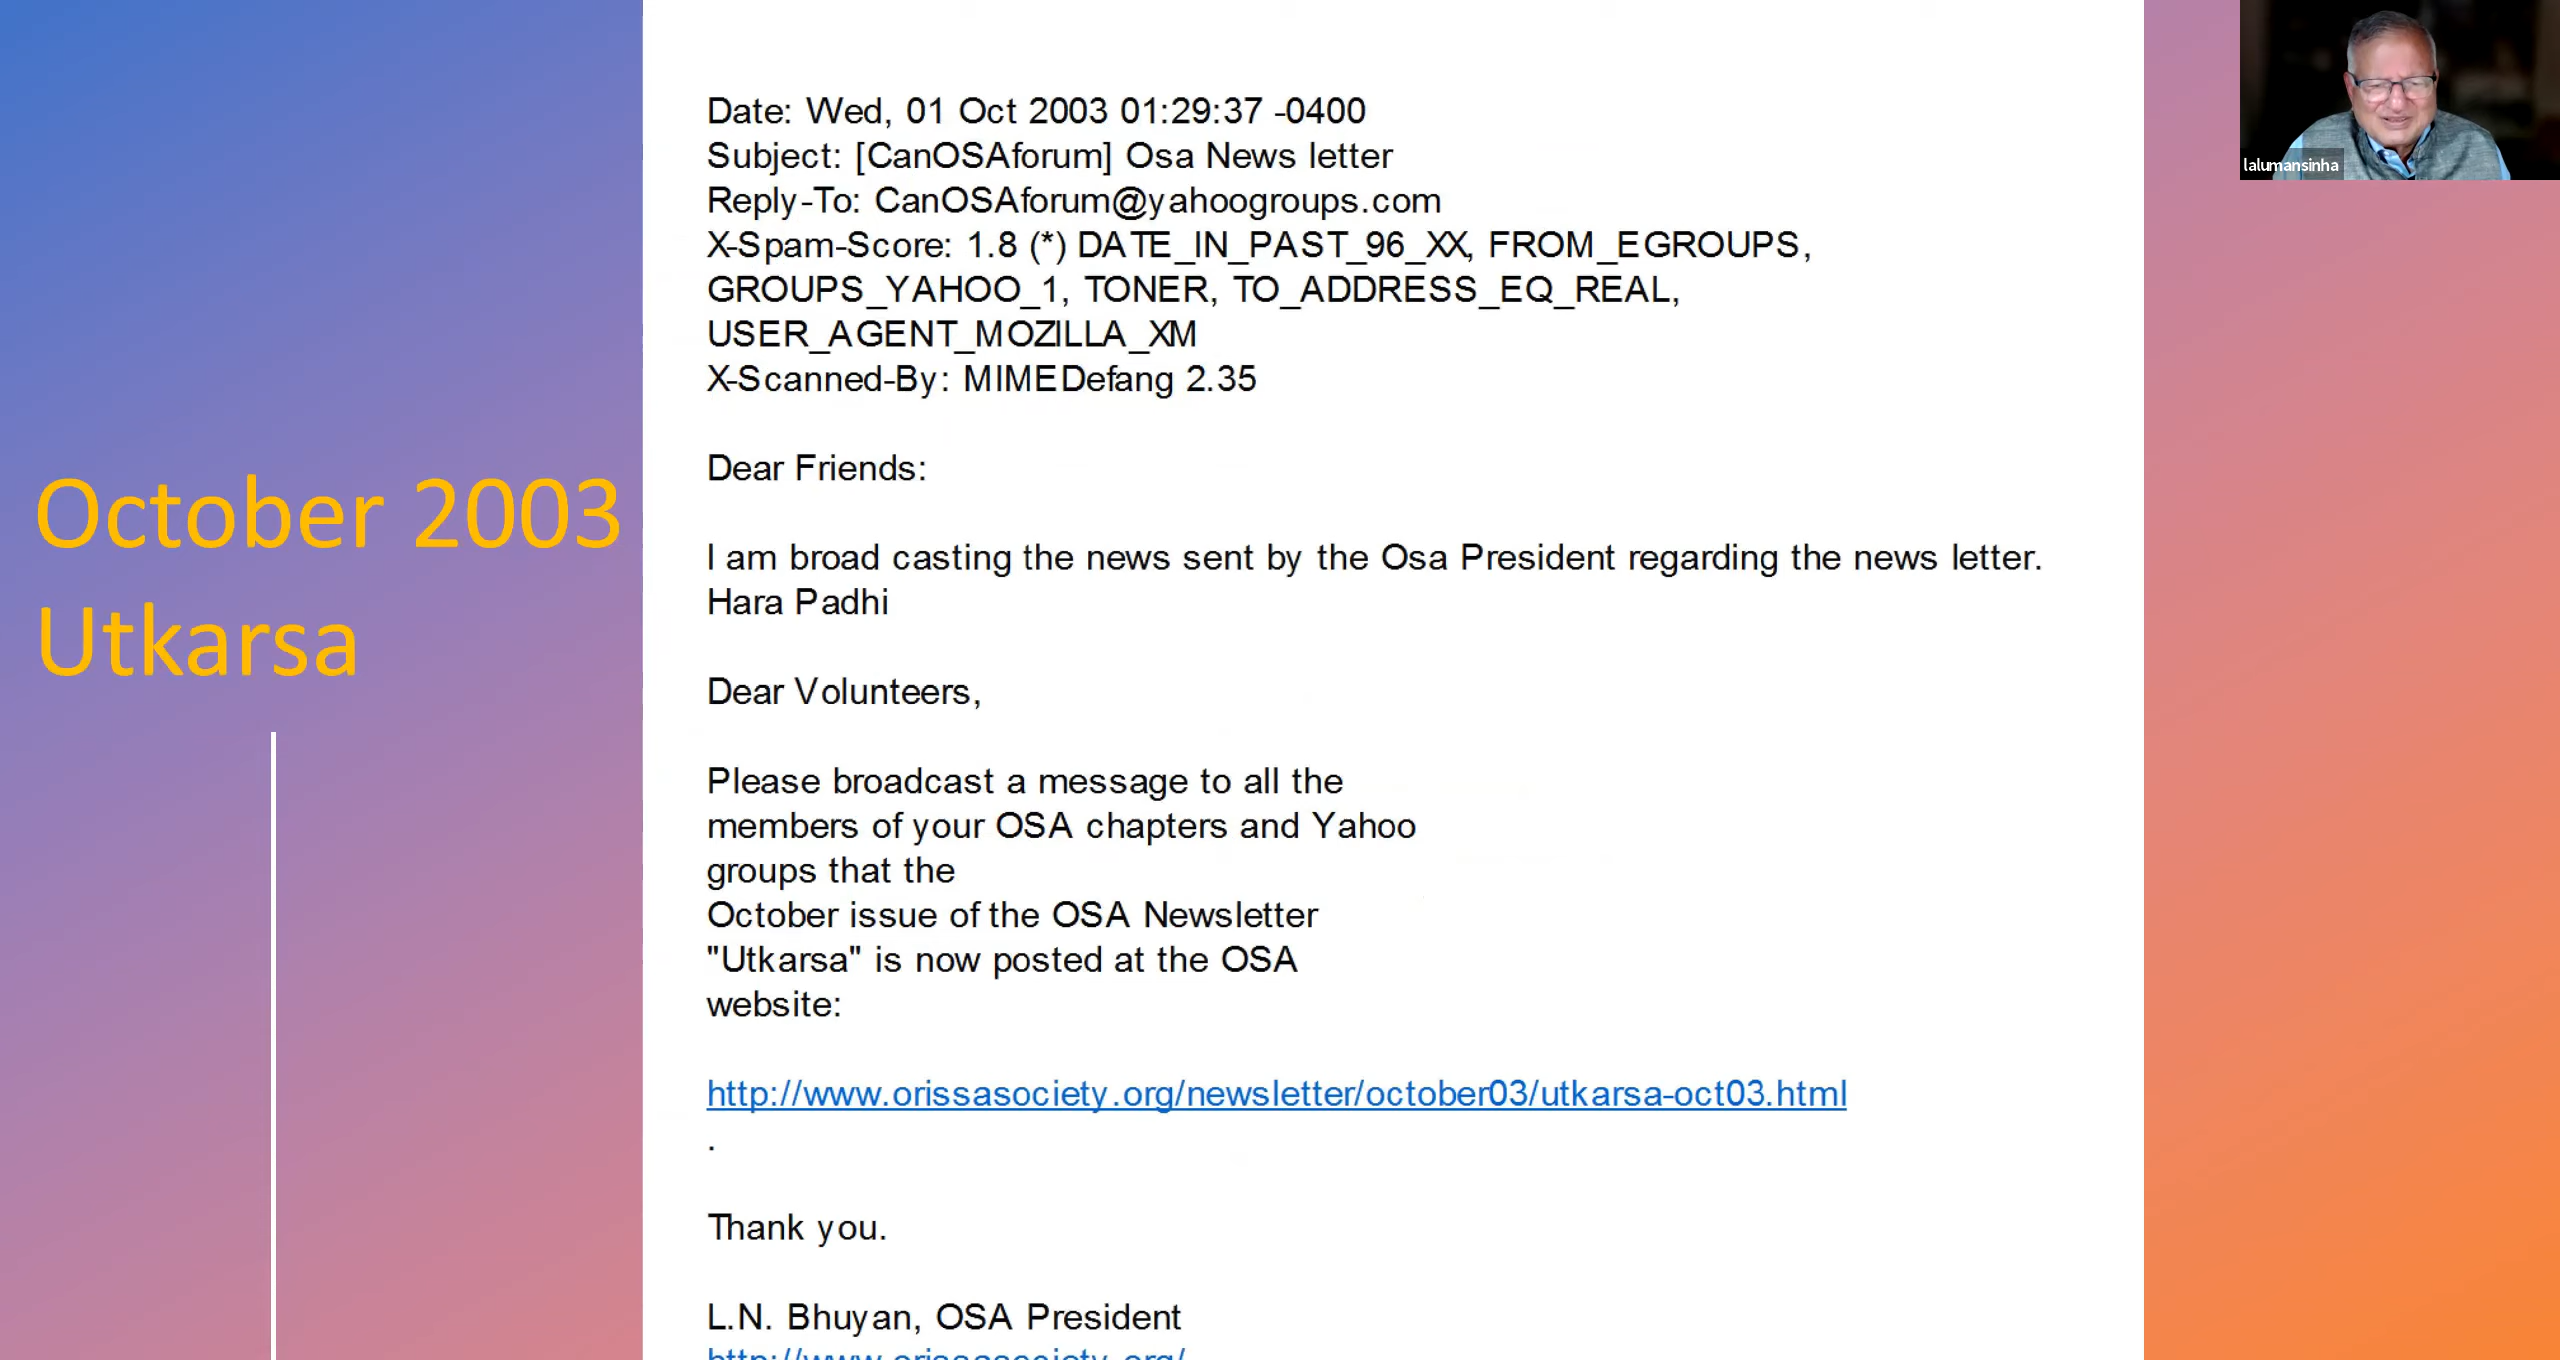 October 2003
Utkarsa
Date: Wed, 01 Oct 2003 01:29:37 -0400
Subject: [CanOSAforum] Osa News letter
Reply-To: CanOSAforum@yahoogroups.com
X-Spam-Score: 1.8 (*) DATE_IN_PAST_96_XX, FROM_EGROUPS,
GROUPS_YAHOO_1, TONER, TO_ADDRESS_EQ_REAL,
USER_AGENT_MOZILLA_XM
X-Scanned-By: MIMEDefang 2.35
Dear Friends:
I am broad casting the news sent by the Osa President regarding the news letter.
Hara Padhi
Dear Volunteers,
Please broadcast a message to all the
members of your OSA chapters and Yahoo
groups that the
October issue of the OSA Newsletter
"Utkarsa" is now posted at the OSA
website:
http://www.orissasociety.org/newsletter/october03/utkarsa-oct03.html
.
Thank you.
L.N. Bhuyan, OSA President
http://www.orissasociety.org/
lalumansinha